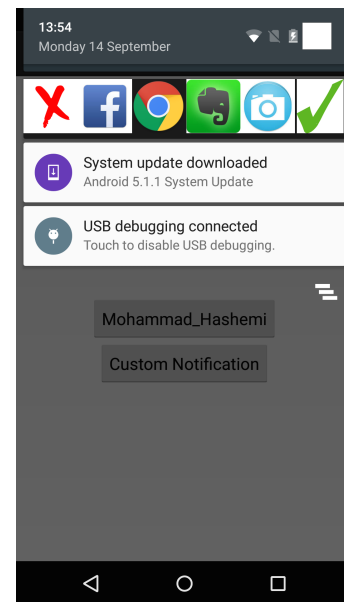 13:54
Monday 14 September
System update downloaded
Android 5.1.1 System Update
USB debugging connected
Touch to disable USB debugging.
Mohammad_Hashemi
Custom Notification